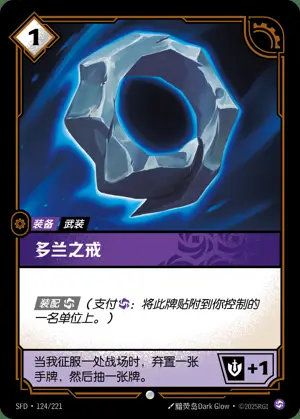 1
装备 武装
多兰之戒
装配 （支付：将此牌贴附到你控制的
一名单位上。）
当我征服一处战场时，弃置一张
手牌，然后抽一张牌。
+1
SFD • 124/221
黯荧岛Dark Glow • ©2025RGI